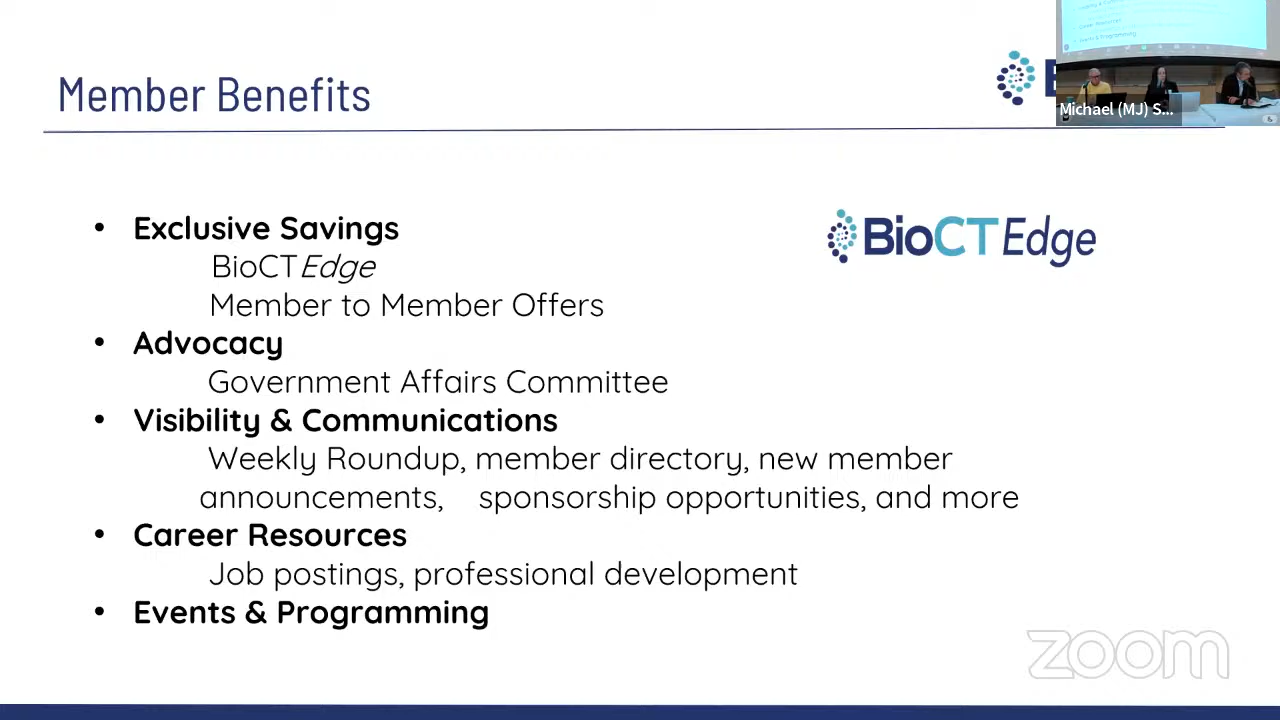 Member Benefits
Michael (MJ) S...
• Exclusive Savings
BioCTEdge
BioCTEdge
Member to Member Offers
• Advocacy
Government Affairs Committee
• Visibility & Communications
Weekly Roundup, member directory, new member
announcements, sponsorship opportunities, and more
• Career Resources
Job postings, professional development
• Events & Programming
zoom